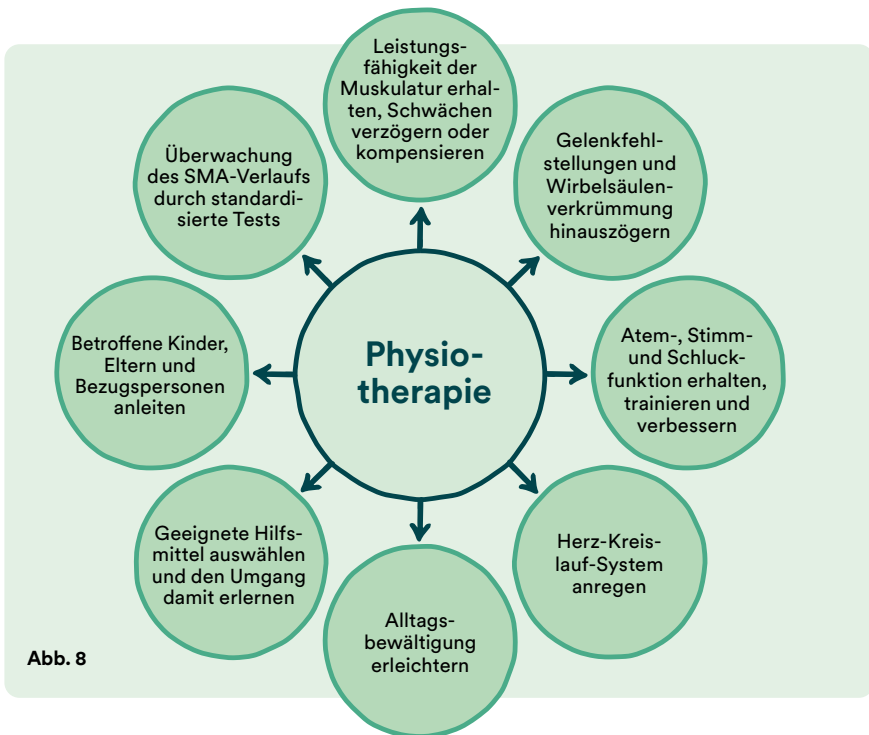 Leistungs-
fähigkeit der
Muskulatur erhal-
ten, Schwächen
verzögern oder
kompensieren
Gelenkfehl-
stellungen und
Wirbelsäulen-
verkrümmung
hinauszögern
Atem-, Stimm-
und Schluck-
funktion erhalten,
trainieren und
verbessern
Herz-Kreis-
lauf-System
anregen
Alltags-
bewältigung
erleichtern
Geeignete Hilfs-
mittel auswählen
und den Umgang
damit erlernen
Betroffene Kinder,
Eltern und
Bezugspersonen
anleiten
Überwachung
des SMA-Verlaufs
durch standardi-
sierte Tests
Physio-
therapie
Abb. 8